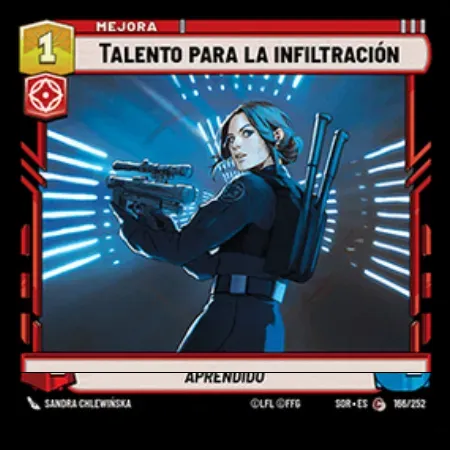 MEJORA
1
TALENTO PARA LA INFILTRACIÓN
APRENDIDO
SANDRA CHLEWIŃSKA
©LFL ©FFG
SOR • ES
C
166/252